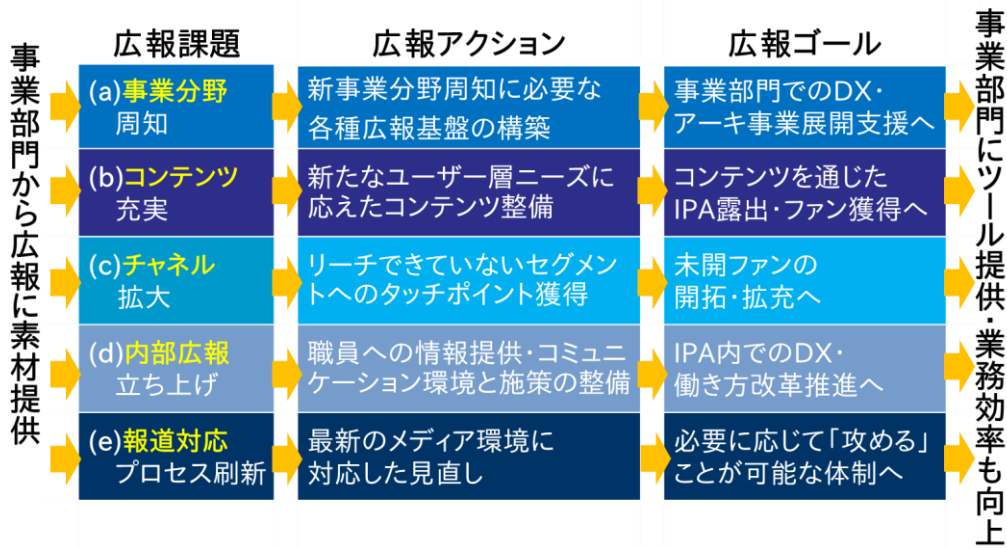 事業部門から広報に素材提供
広報課題
広報アクション
広報ゴール
(a)事業分野
周知
新事業分野周知に必要な
各種広報基盤の構築
事業部門でのDX・
アーキ事業展開支援へ
(b)コンテンツ
充実
新たなユーザー層ニーズに
応えたコンテンツ整備
コンテンツを通じた
IPA露出・ファン獲得へ
(c)チャネル
拡大
リーチできていないセグメン
トへのタッチポイント獲得
未開ファンの
開拓・拡充へ
(d)内部広報
立ち上げ
職員への情報提供・コミュニ
ケーション環境と施策の整備
IPA内でのDX・
働き方改革推進へ
(e)報道対応
プロセス刷新
最新のメディア環境に
対応した見直し
必要に応じて「攻める」
ことが可能な体制へ
事業部門にツール提供・業務効率も向上